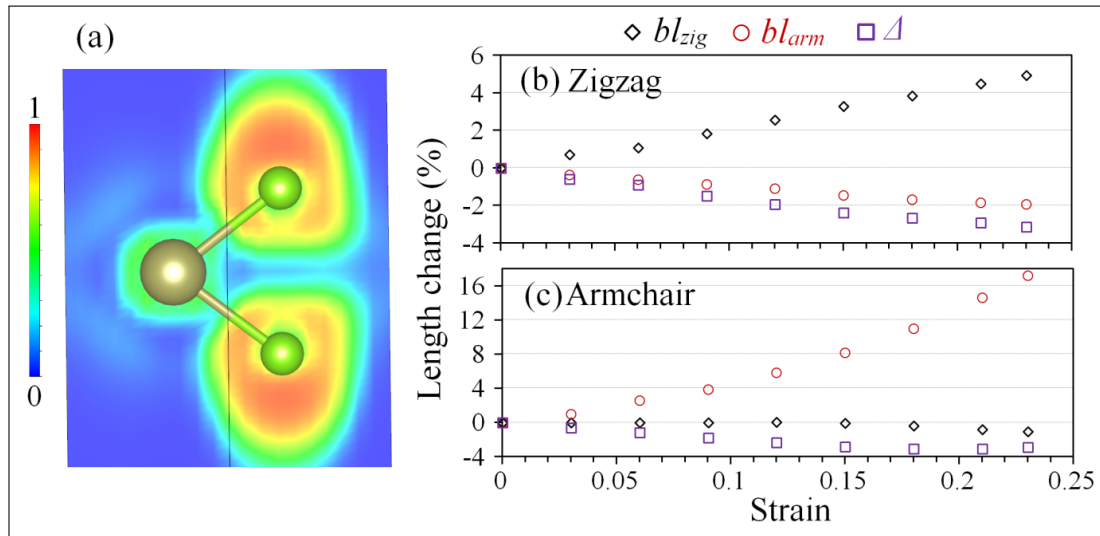 (a)
1
0
bl_zig bl_arm Δ
(b) Zigzag
6
4
2
0
-2
-4
(c) Armchair
16
12
8
4
0
-4
Length change (%)
0 0.05 0.1 0.15 0.2 0.25
Strain